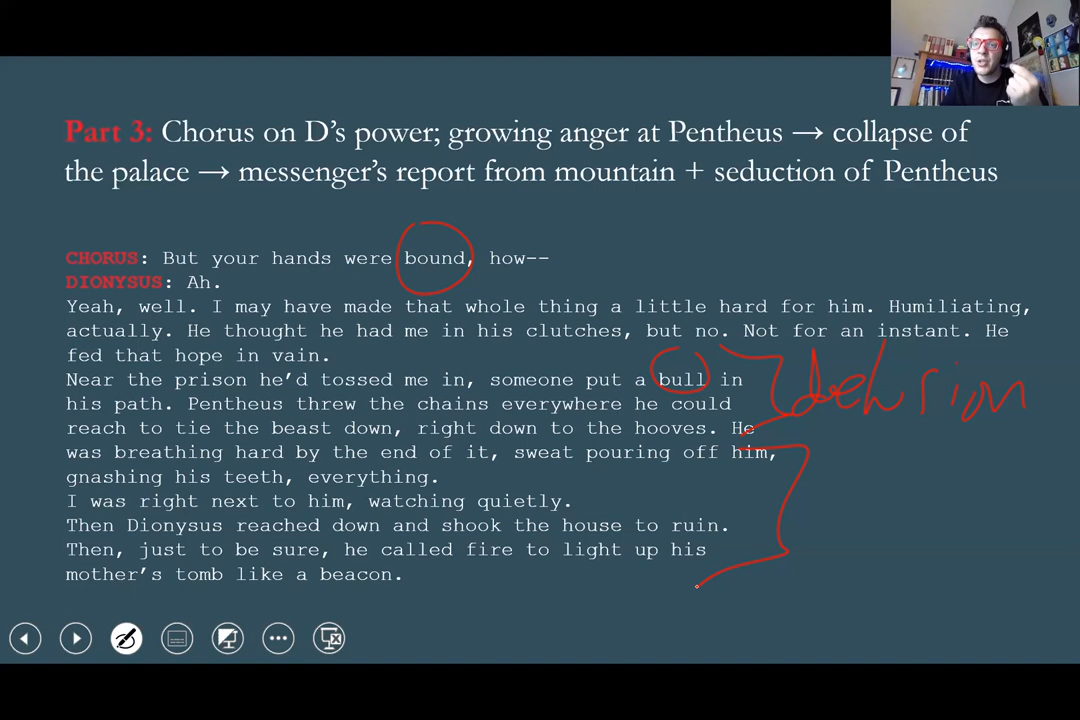 Part 3: Chorus on D’s power; growing anger at Pentheus → collapse of
the palace → messenger’s report from mountain + seduction of Pentheus
CHORUS: But your hands were bound, how--
DIONYSUS: Ah.
Yeah, well. I may have made that whole thing a little hard for him. Humiliating,
actually. He thought he had me in his clutches, but no. Not for an instant. He
fed that hope in vain.
Near the prison he’d tossed me in, someone put a bull in
his path. Pentheus threw the chains everywhere he could
reach to tie the beast down, right down to the hooves. He
was breathing hard by the end of it, sweat pouring off him,
gnashing his teeth, everything.
I was right next to him, watching quietly.
Then Dionysus reached down and shook the house to ruin.
Then, just to be sure, he called fire to light up his
mother’s tomb like a beacon.
delusion